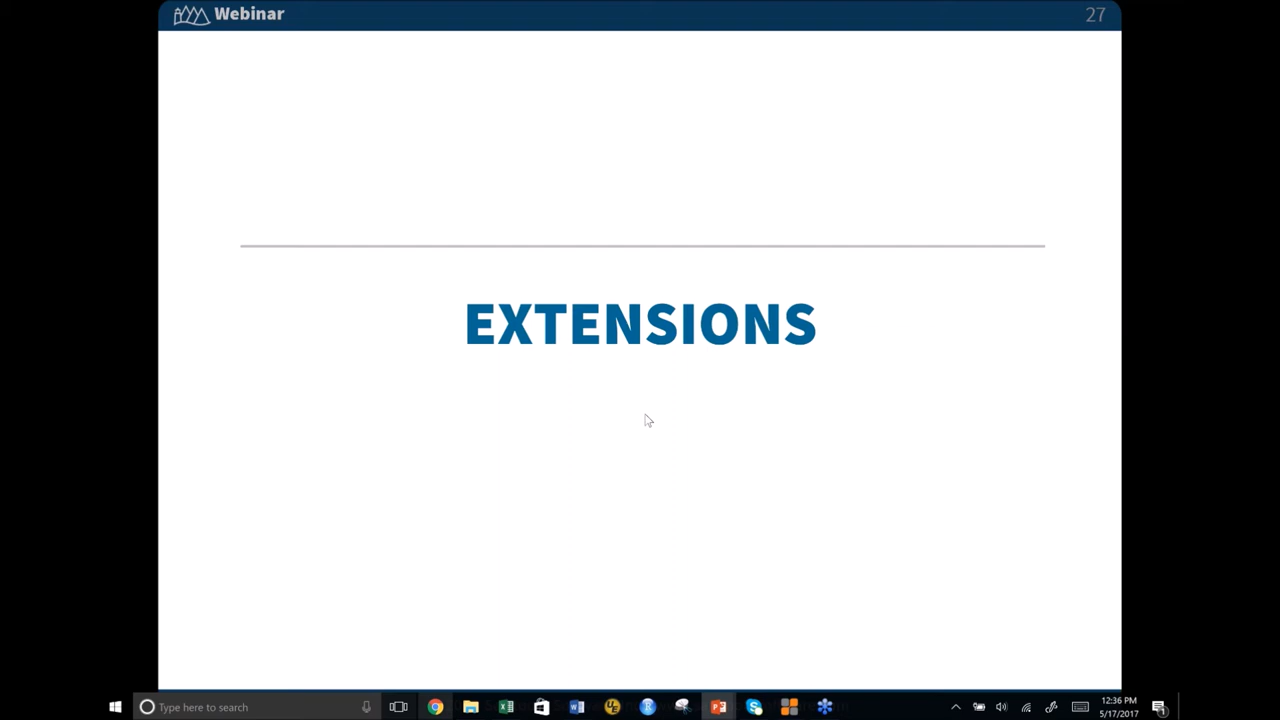 Webinar
27
EXTENSIONS
Type here to search
12:36 PM
5/17/2017